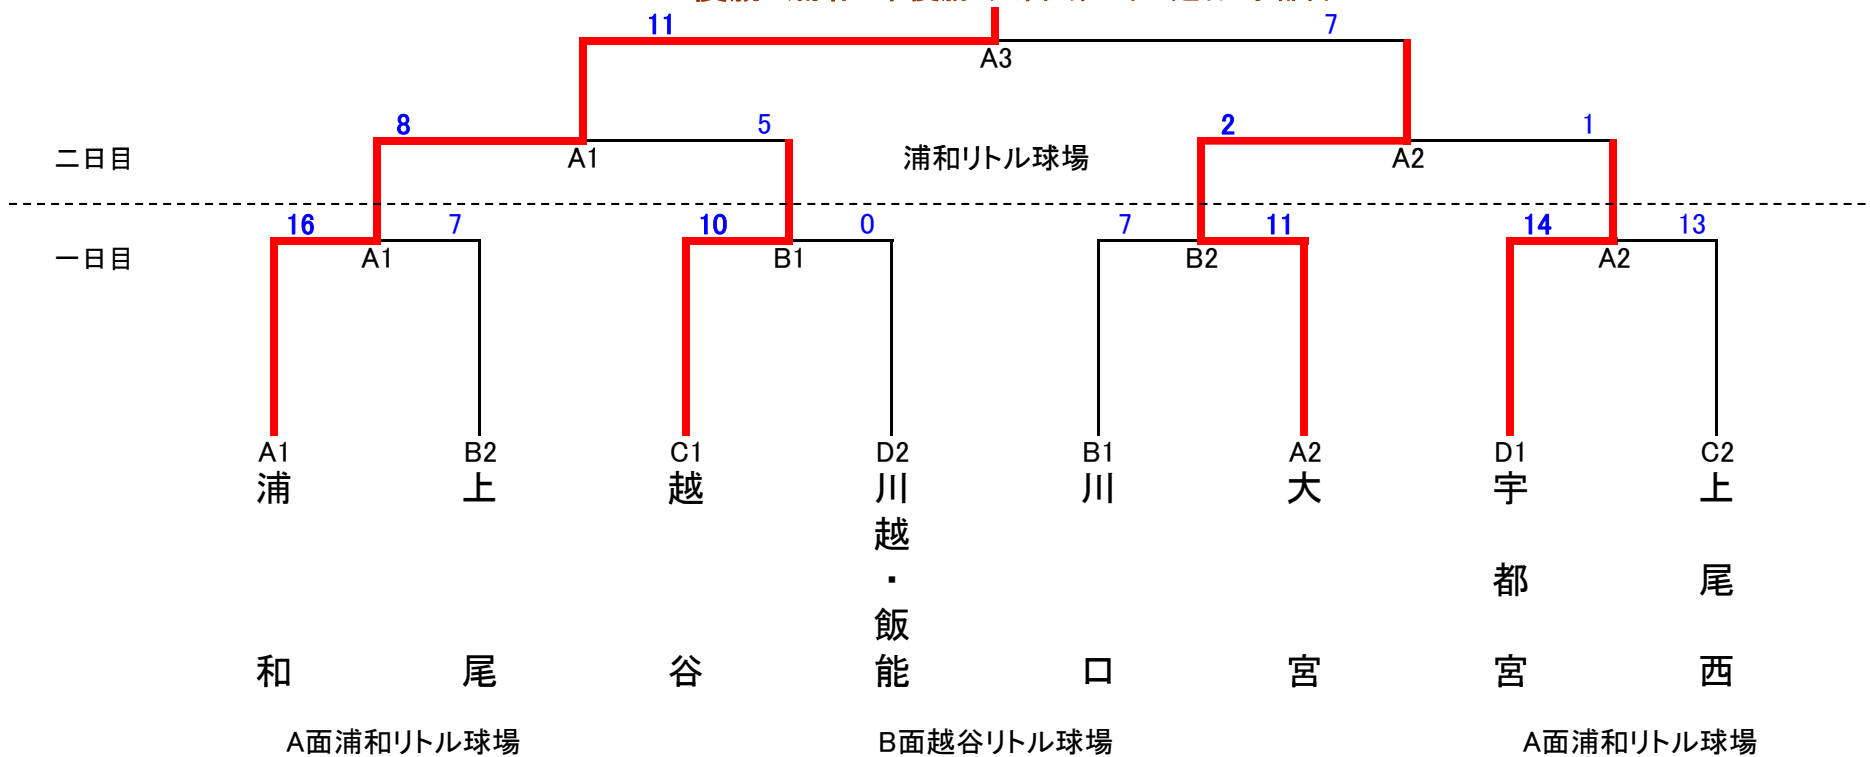 11 7
A3
8 5 2 1
二日目 A1 浦和リトル球場 A2
16 7 10 0 7 11 14 13
一日目 A1 B1 B2 A2
A1 B2 C1 D2 B1 A2 D1 C2
浦和
上尾
越谷
川越・飯能
川口
大宮
宇都宮
上尾西
A面浦和リトル球場 B面越谷リトル球場 A面浦和リトル球場